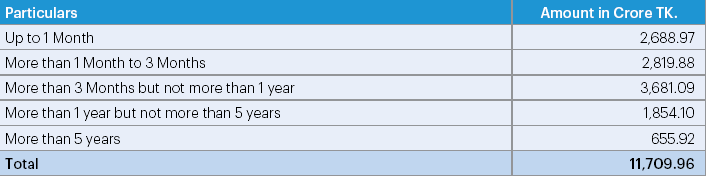 Particulars Amount in Crore TK.
Up to 1 Month 2,688.97
More than 1 Month to 3 Months 2,819.88
More than 3 Months but not more than 1 year 3,681.09
More than 1 year but not more than 5 years 1,854.10
More than 5 years 655.92
Total 11,709.96